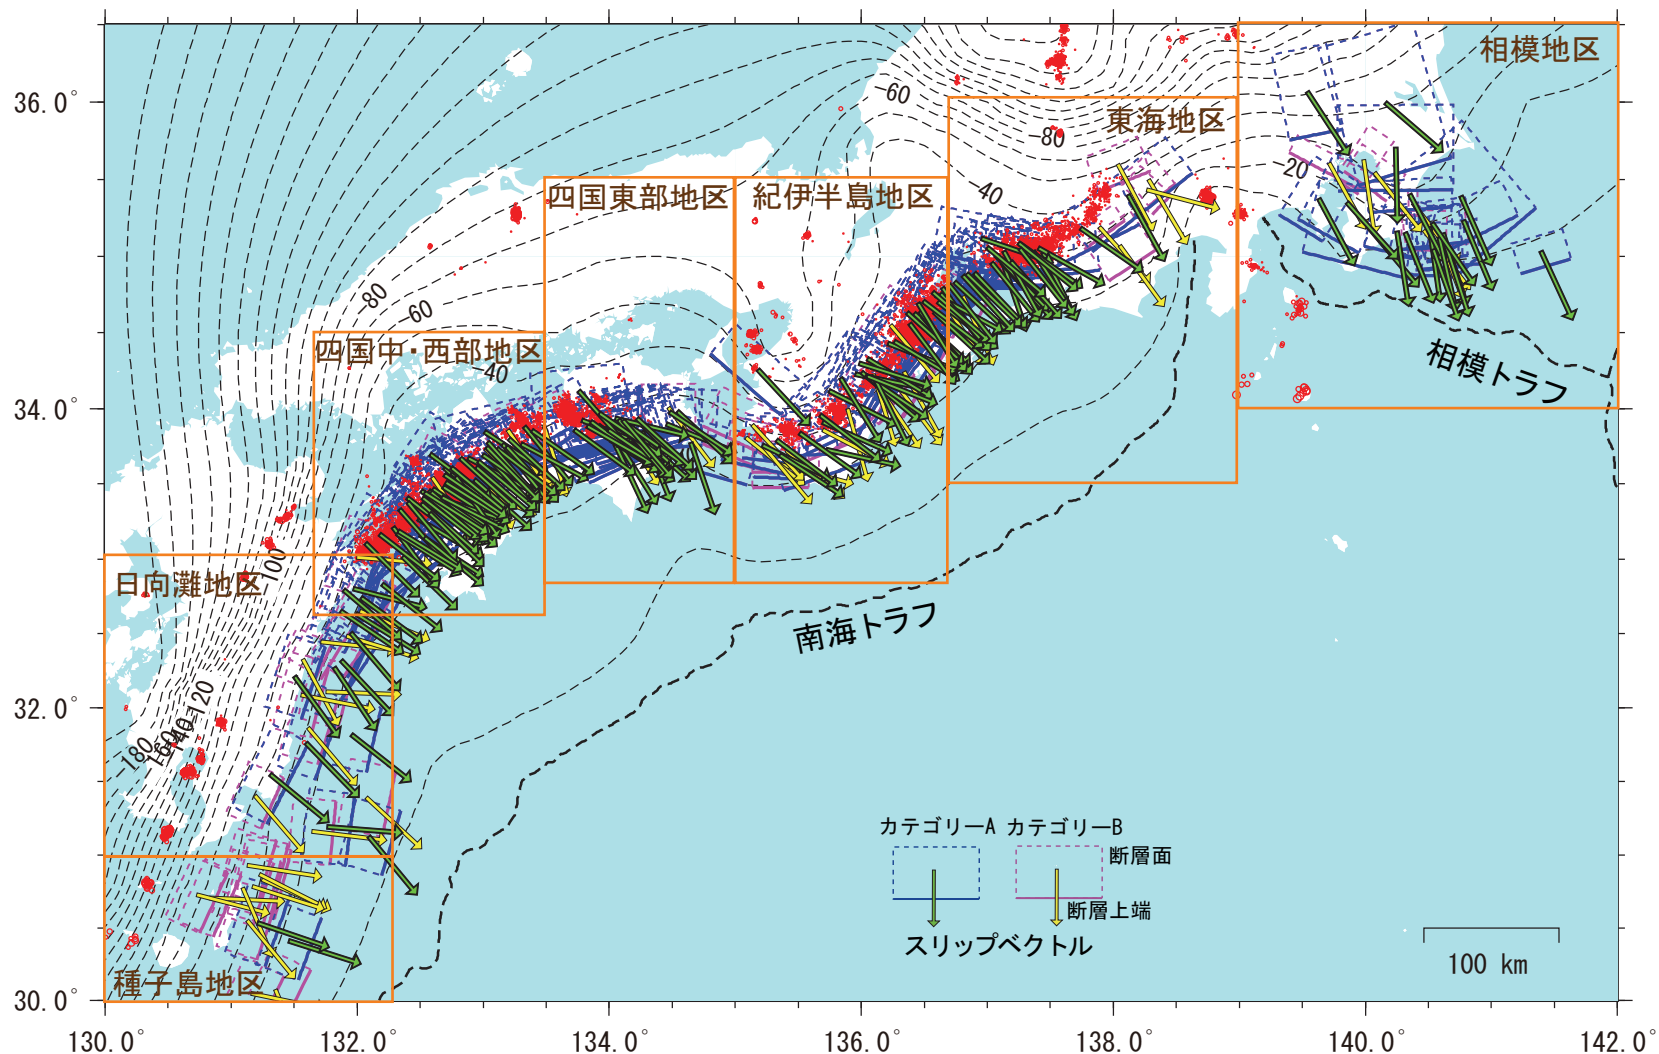 相模地区
36.0°
-60
東海地区
-80
-20
四国東部地区
紀伊半島地区
-40
-80
-60
四国中・西部地区
-40
34.0°
相模トラフ
-100
日向灘地区
南海トラフ
32.0°
-120
-140
-160
-180
カテゴリーA
カテゴリーB
断層面
断層上端
スリップベクトル
100 km
種子島地区
30.0°
130.0°
132.0°
134.0°
136.0°
138.0°
140.0°
142.0°